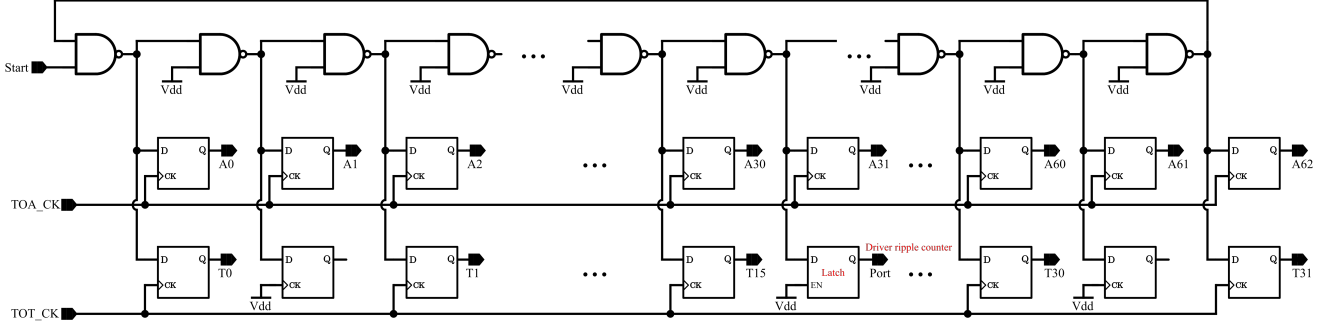 Start
Vdd Vdd Vdd Vdd Vdd Vdd Vdd Vdd
D Q A0 D Q A1 D Q A2 D Q A30 D Q A31 D Q A60 D Q A61 D Q A62
CK CK CK CK CK CK CK CK
TOA_CK
Driver ripple counter
D Q T0 D Q D Q T1 D Q T15 D Q Port D Q T30 D Q D Q T31
Latch
CK CK CK CK EN CK CK CK
Vdd Vdd Vdd
TOT_CK